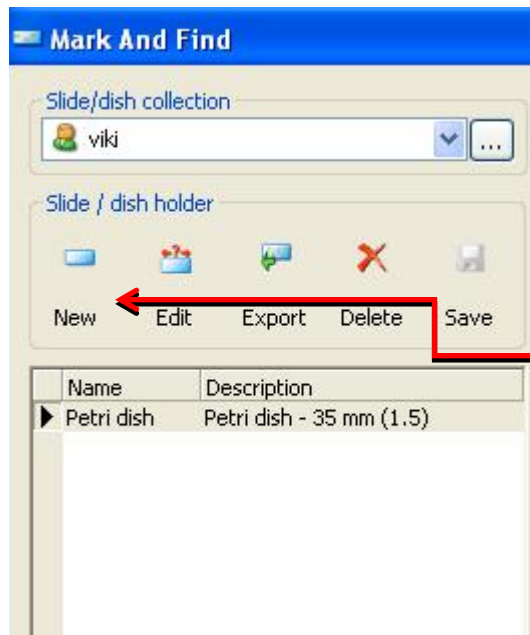 Mark And Find
Slide/dish collection
viki
...
Slide / dish holder
New Edit Export Delete Save
Name Description
Petri dish Petri dish - 35 mm (1.5)